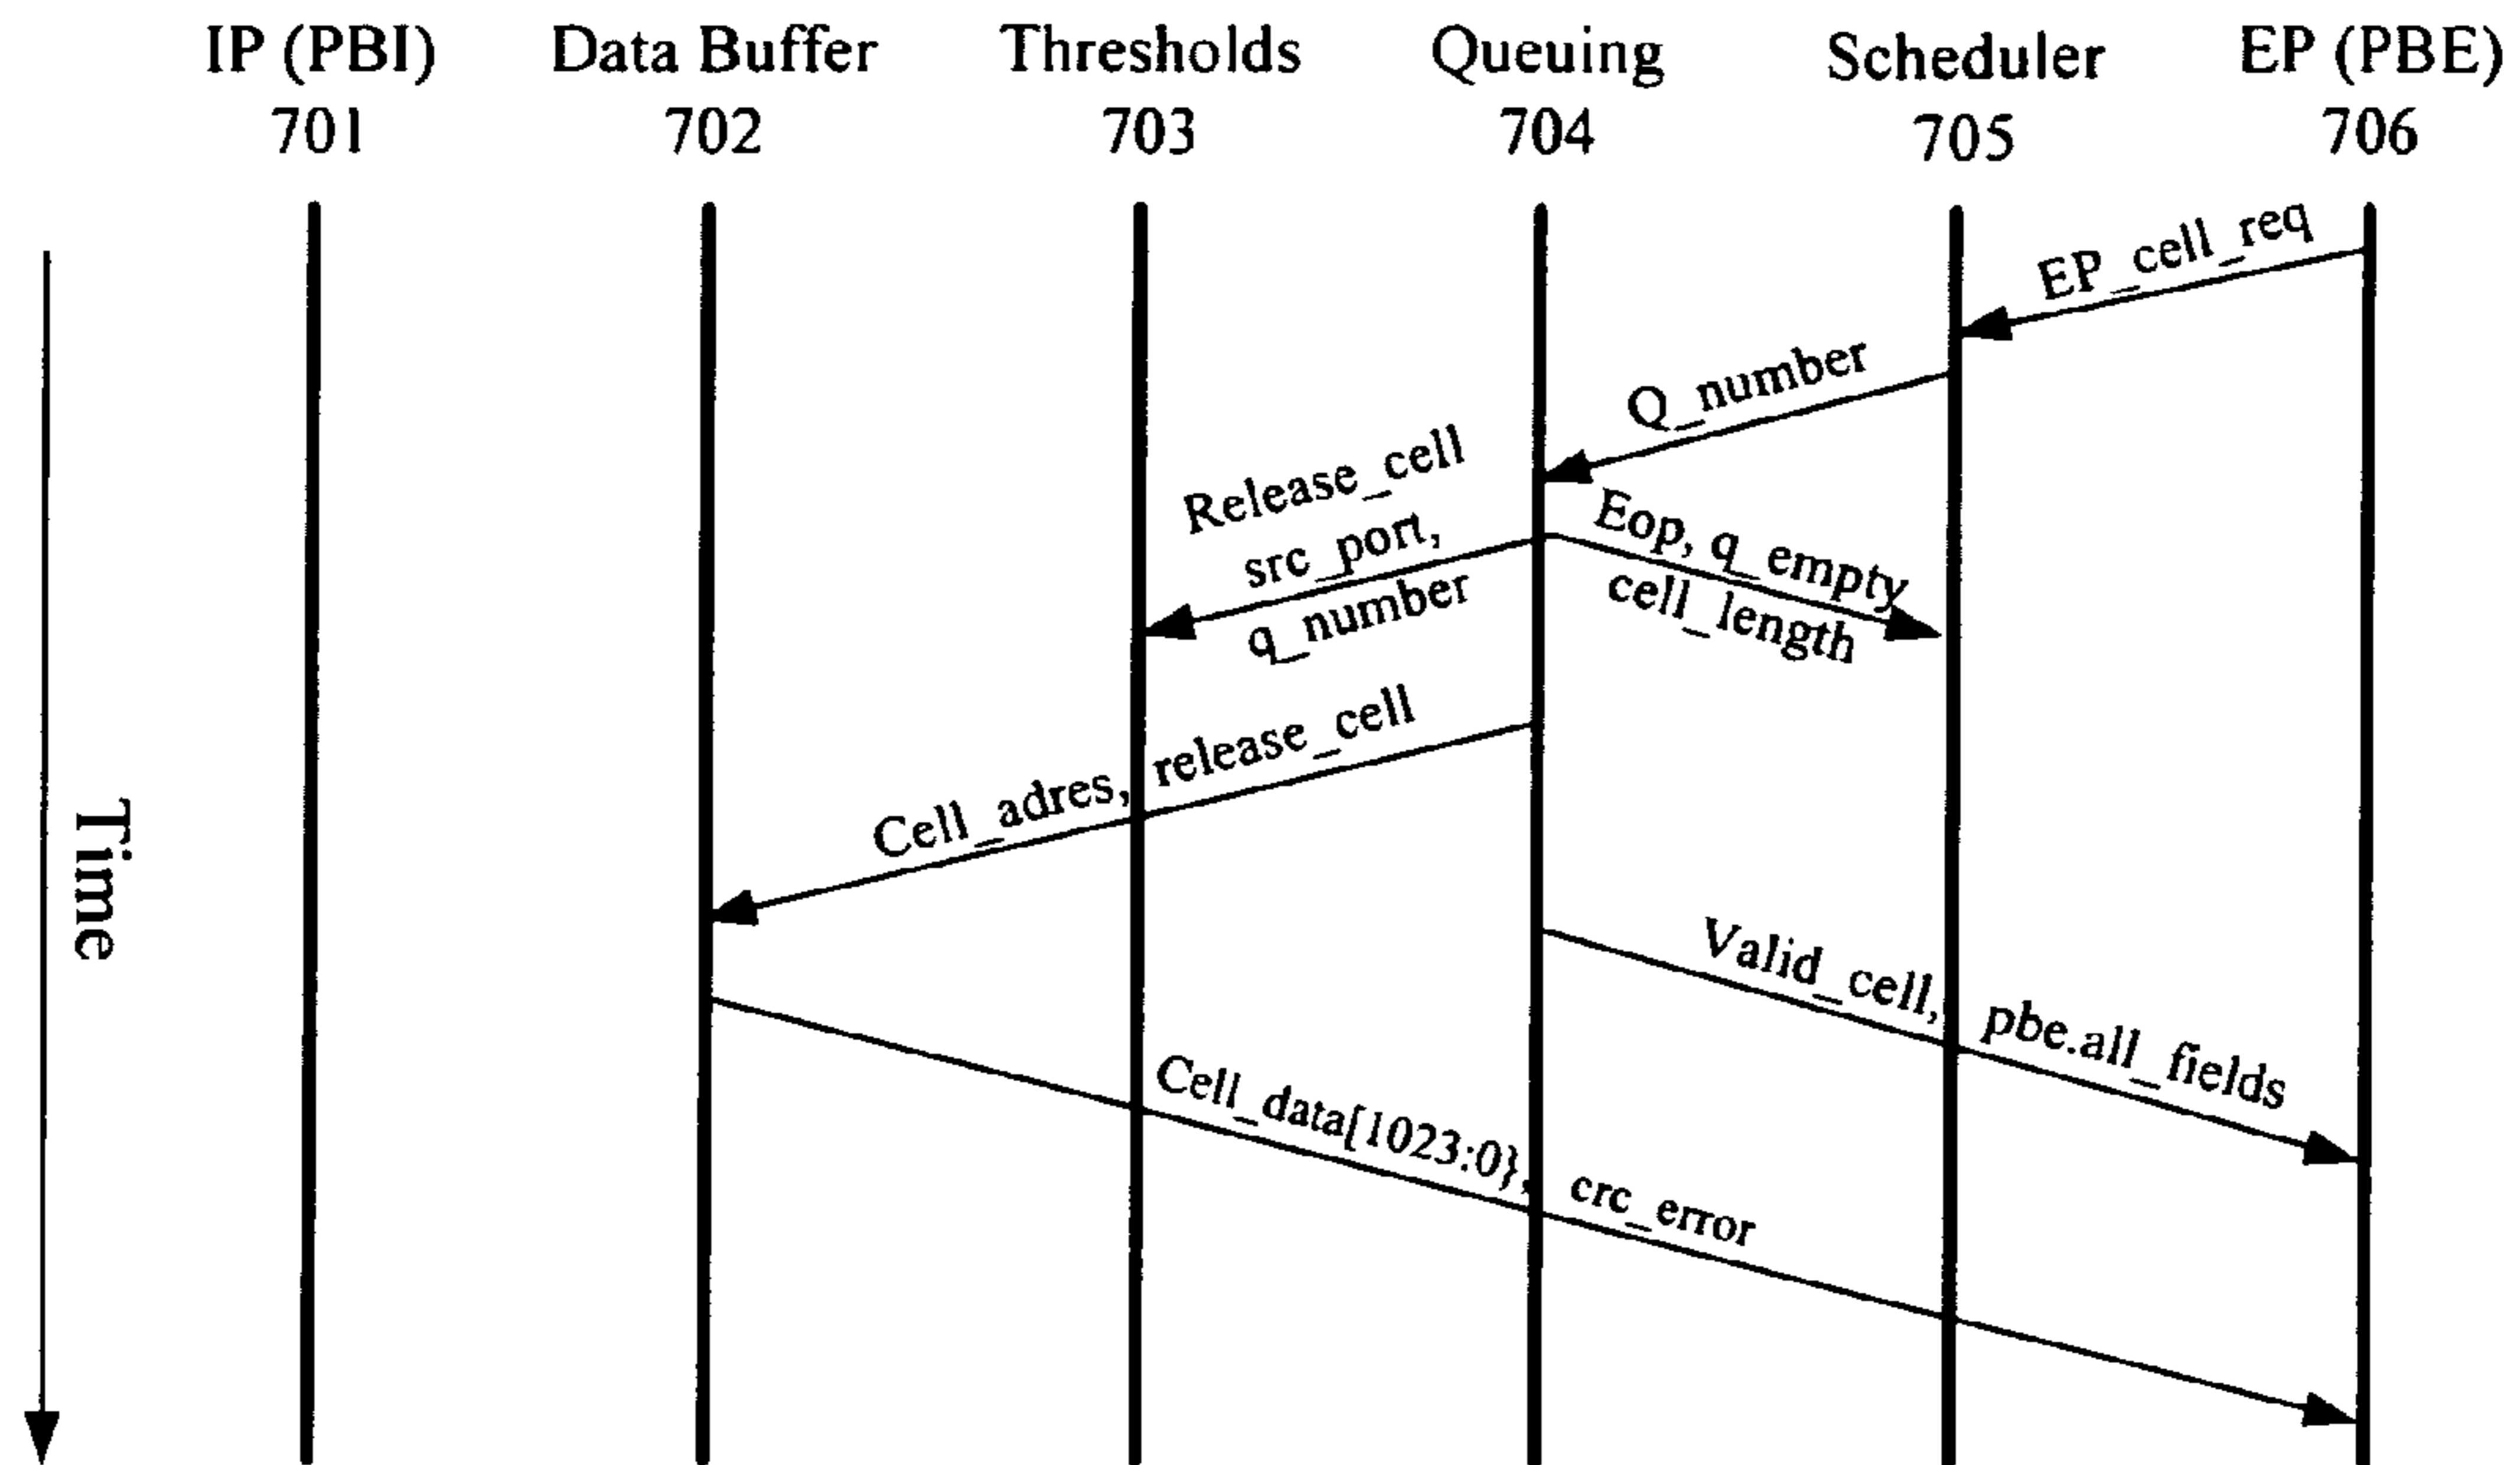 IP (PBI)
701
Data Buffer
702
Thresholds
703
Queuing
704
Scheduler
705
EP (PBE)
706
EP_cell_req
Q_number
Release_cell
src_port,
q_number
Eop, q_empty
cell_length
Cell_adres, release_cell
Valid_cell, pbe.all_fields
Cell_data[1023:0}, crc_error
Time